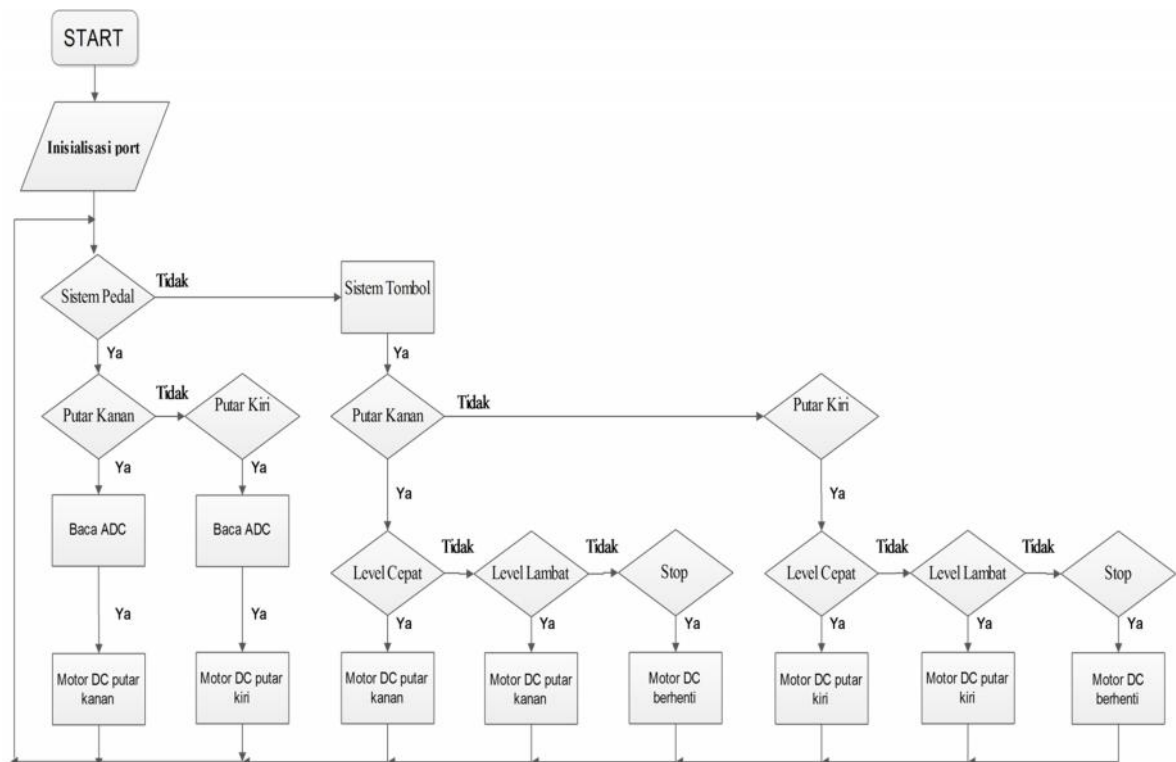 START
Inisialisasi port
Sistem Pedal
Tidak
Sistem Tombol
Ya
Ya
Putar Kanan
Tidak
Putar Kiri
Putar Kanan
Tidak
Putar Kiri
Ya
Ya
Ya
Ya
Baca ADC
Baca ADC
Level Cepat
Tidak
Level Lambat
Tidak
Stop
Level Cepat
Tidak
Level Lambat
Tidak
Stop
Ya
Ya
Ya
Ya
Ya
Ya
Ya
Ya
Motor DC putar
kanan
Motor DC putar
kiri
Motor DC putar
kanan
Motor DC putar
kanan
Motor DC
berhenti
Motor DC putar
kiri
Motor DC putar
kiri
Motor DC
berhenti